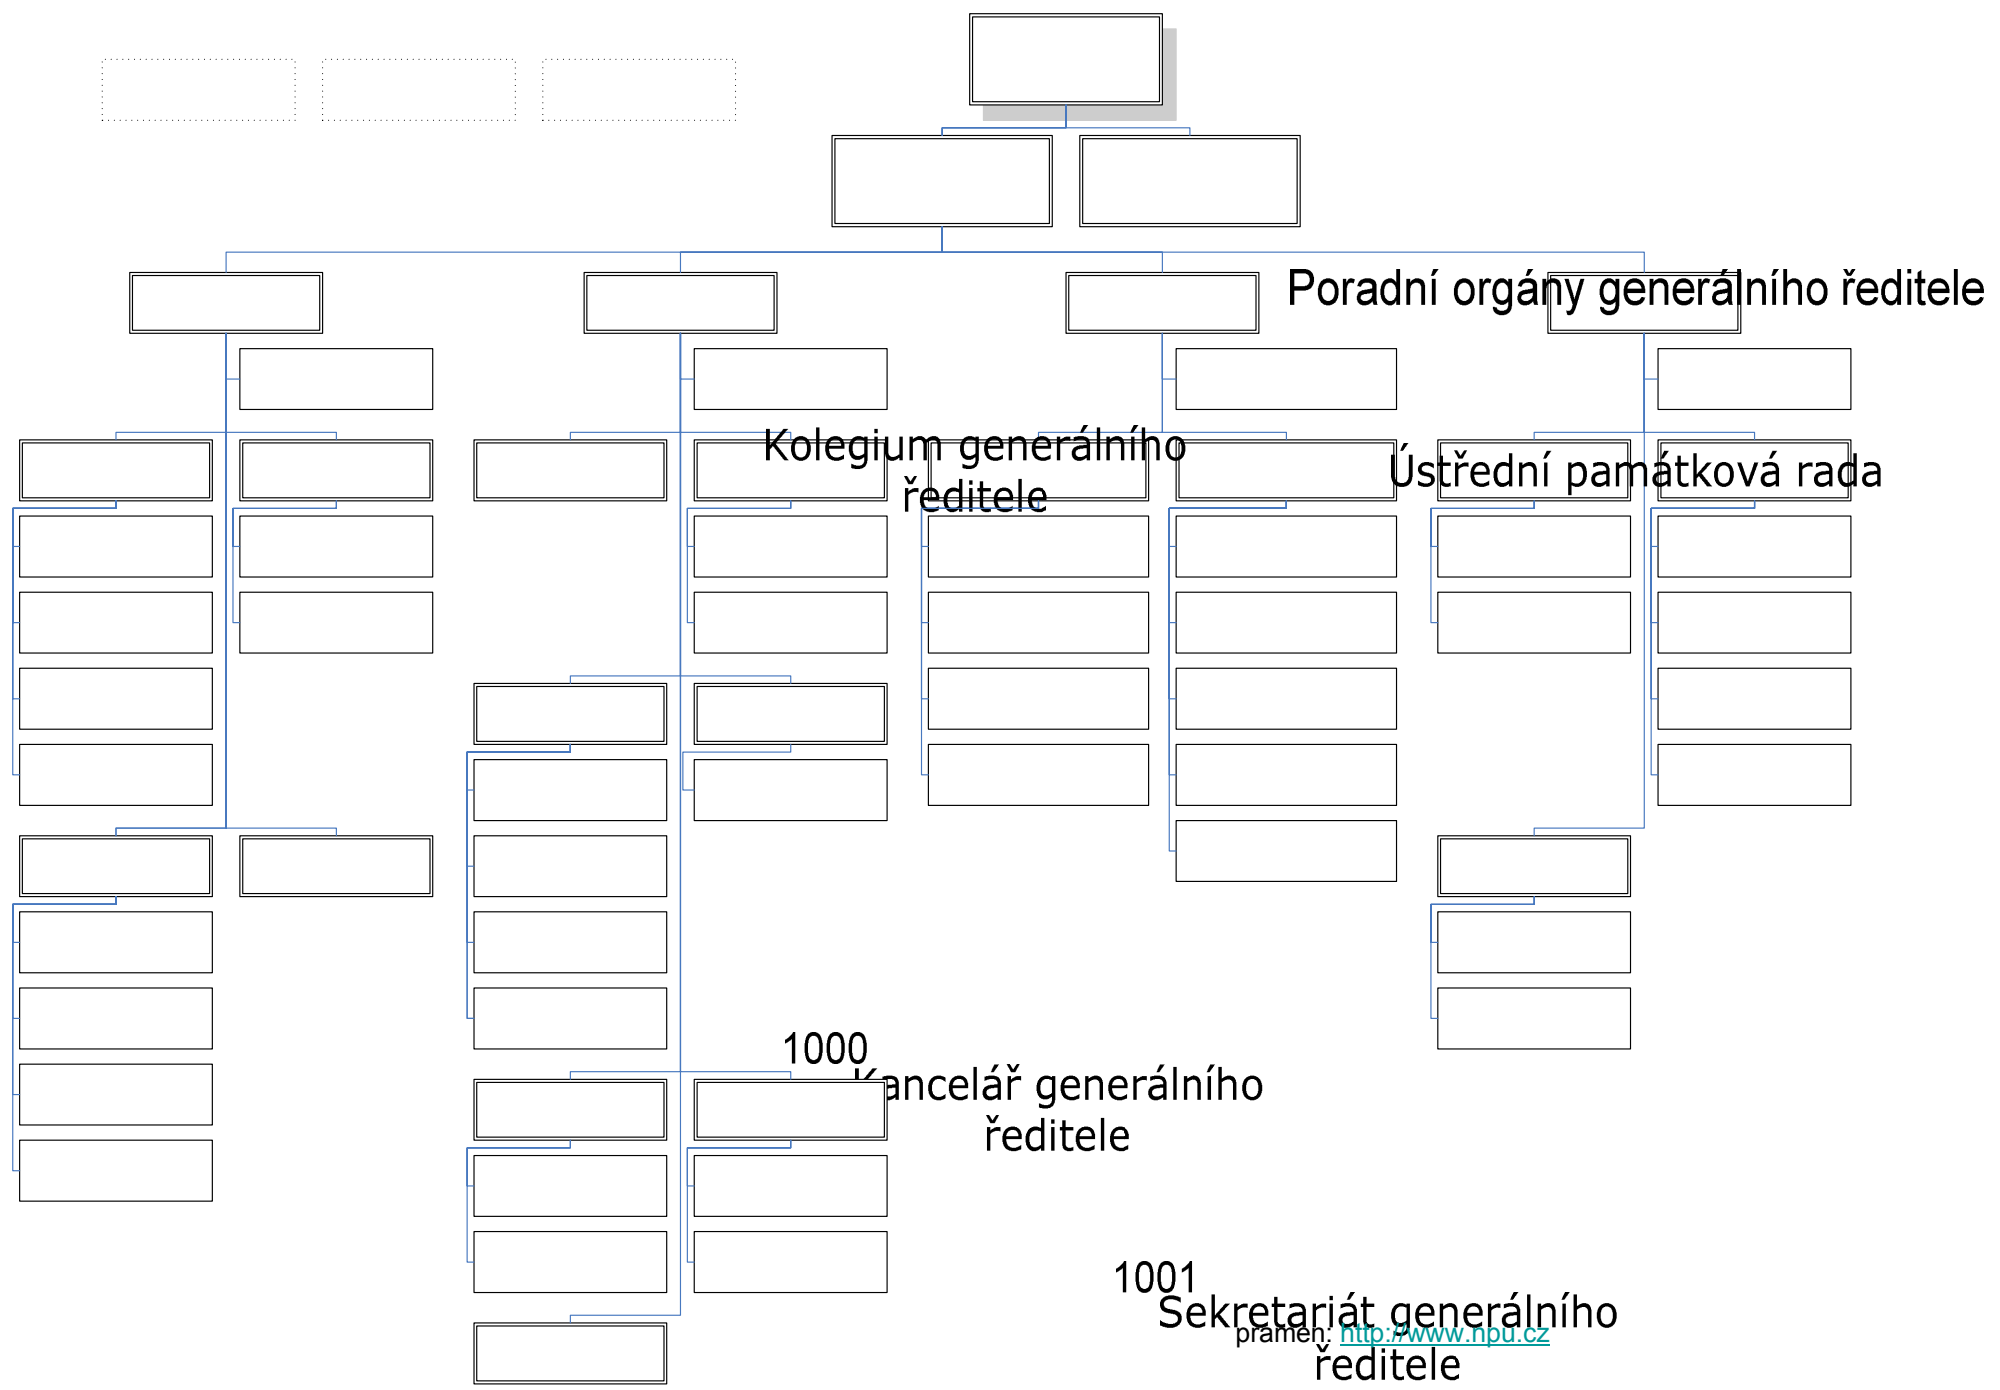 Poradní orgány generálního ředitele
Kolegium generálního
ředitele
Ústřední památková rada
1000
Kancelář generálního
ředitele
1001
Sekretariát generálního
ředitele
pramen: http://www.npu.cz